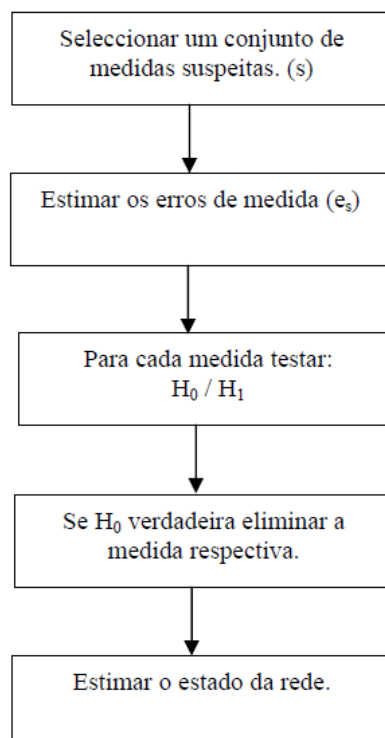 Seleccionar um conjunto de
medidas suspeitas. (s)
Estimar os erros de medida (eₛ)
Para cada medida testar:
H₀ / H₁
Se H₀ verdadeira eliminar a
medida respectiva.
Estimar o estado da rede.